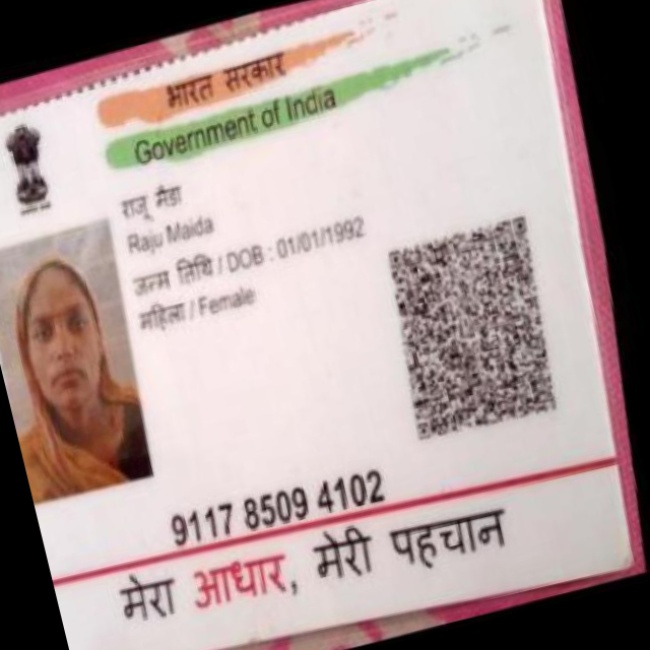 भारत सरकार
Government of India
राजू मैडा
Raju Maida
जन्म तिथि / DOB : 01/01/1992
महिला / Female
9117 8509 4102
मेरा आधार, मेरी पहचान